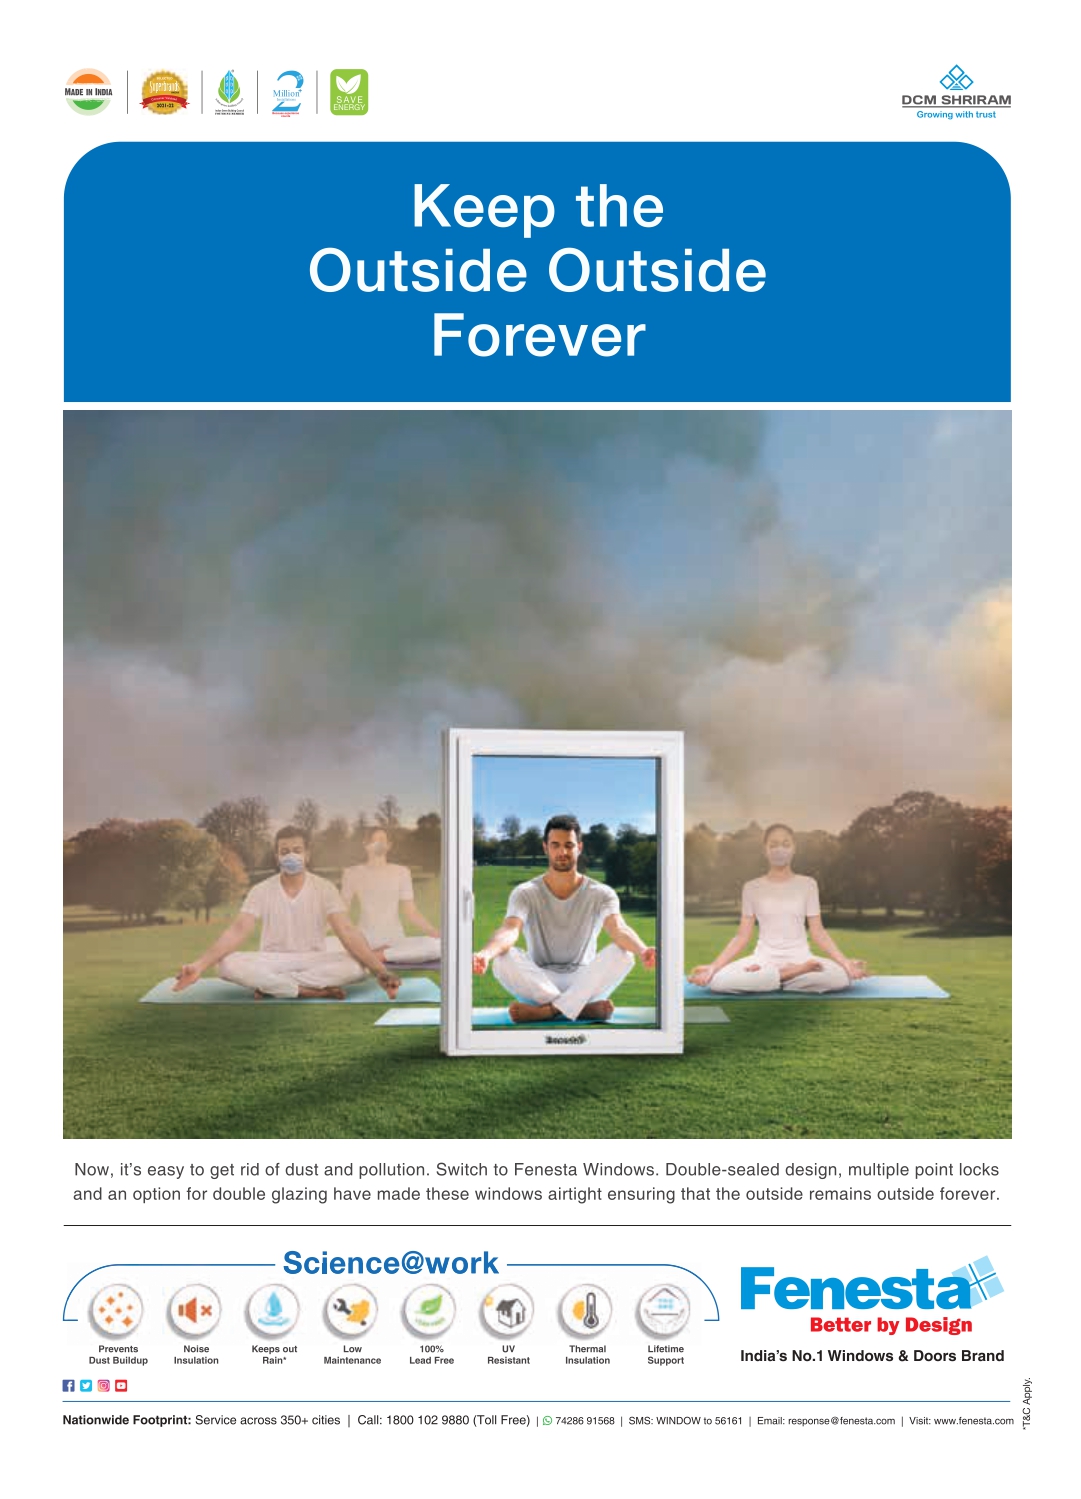 MADE IN INDIA
Superbrands
2021-22
2
Million+
SAVE
ENERGY
DCM SHRIRAM
Growing with trust
Keep the
Outside Outside
Forever
Fenesta
Now, it's easy to get rid of dust and pollution. Switch to Fenesta Windows. Double-sealed design, multiple point locks
and an option for double glazing have made these windows airtight ensuring that the outside remains outside forever.
Science@work
Prevents
Dust Buildup
Noise
Insulation
Keeps out
Rain*
Low
Maintenance
100%
Lead Free
UV
Resistant
Thermal
Insulation
Lifetime
Support
Fenesta
Better by Design
India's No.1 Windows & Doors Brand
*T&C Apply.
Nationwide Footprint: Service across 350+ cities | Call: 1800 102 9880 (Toll Free) | 74286 91568 | SMS: WINDOW to 56161 | Email: response@fenesta.com | Visit: www.fenesta.com